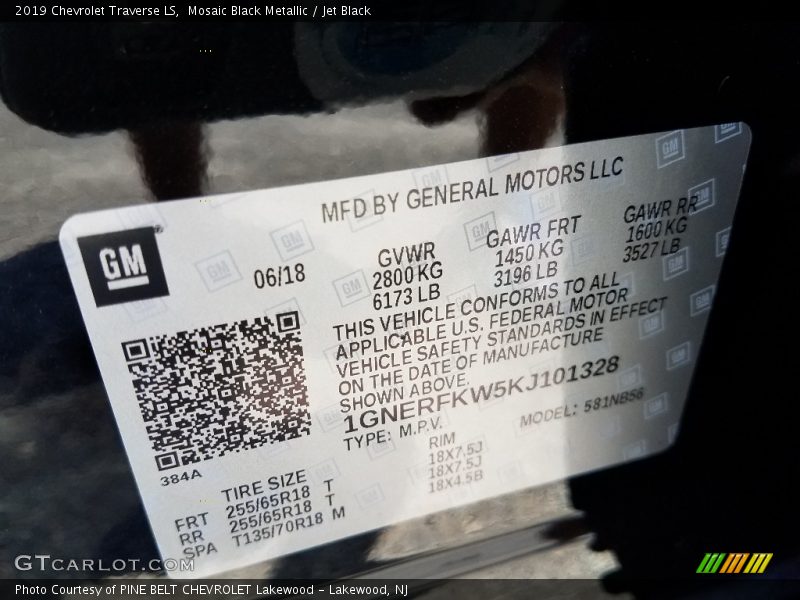 2019 Chevrolet Traverse LS, Mosaic Black Metallic / Jet Black
MFD BY GENERAL MOTORS LLC
GM
06/18
GVWR
2800 KG
6173 LB
GAWR FRT
1450 KG
3196 LB
GAWR RR
1600 KG
3527 LB
THIS VEHICLE CONFORMS TO ALL
APPLICABLE U.S. FEDERAL MOTOR
VEHICLE SAFETY STANDARDS IN EFFECT
ON THE DATE OF MANUFACTURE
SHOWN ABOVE.
1GNERFKW5KJ101328
TYPE: M.P.V. MODEL: 581NB56
384A
TIRE SIZE RIM
FRT 255/65R18 T 18X7.5J
RR 255/65R18 T 18X7.5J
SPA T135/70R18 M 18X4.5B
GTCARLOT.COM
Photo Courtesy of PINE BELT CHEVROLET Lakewood - Lakewood, NJ